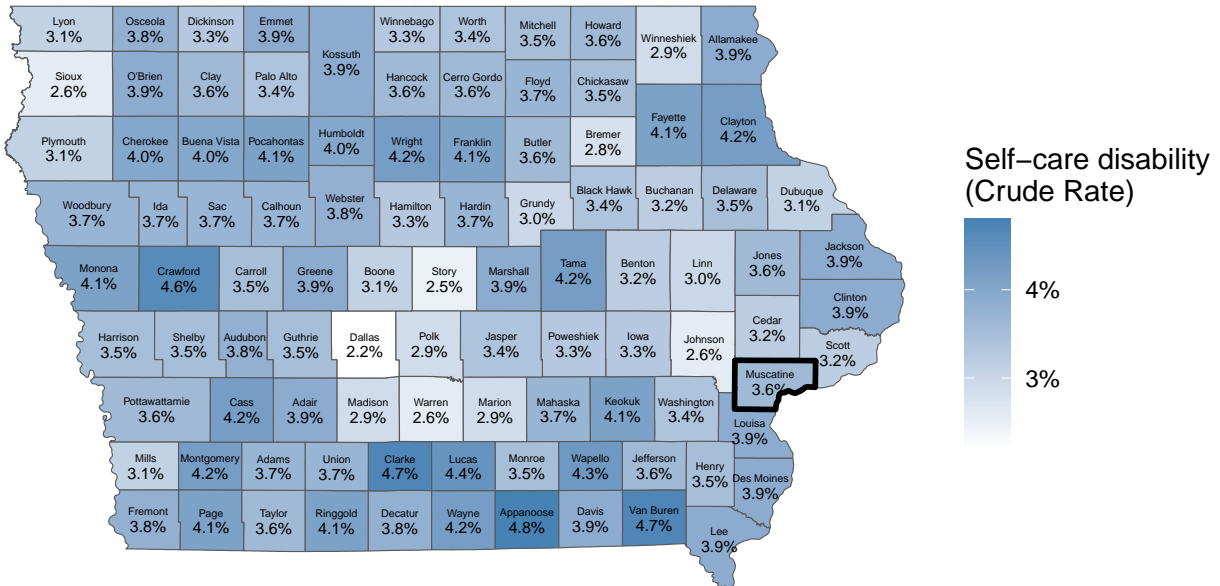 Lyon
3.1%
Osceola
3.8%
Dickinson
3.3%
Emmet
3.9%
Kossuth
3.9%
Winnebago
3.3%
Worth
3.4%
Mitchell
3.5%
Howard
3.6%
Winneshiek
2.9%
Allamakee
3.9%
Sioux
2.6%
O'Brien
3.9%
Clay
3.6%
Palo Alto
3.4%
Hancock
3.6%
Cerro Gordo
3.6%
Floyd
3.7%
Chickasaw
3.5%
Fayette
4.1%
Clayton
4.2%
Plymouth
3.1%
Cherokee
4.0%
Buena Vista
4.0%
Pocahontas
4.1%
Humboldt
4.0%
Wright
4.2%
Franklin
4.1%
Butler
3.6%
Bremer
2.8%
Woodbury
3.7%
Ida
3.7%
Sac
3.7%
Calhoun
3.7%
Webster
3.8%
Hamilton
3.3%
Hardin
3.7%
Grundy
3.0%
Black Hawk
3.4%
Buchanan
3.2%
Delaware
3.5%
Dubuque
3.1%
Monona
4.1%
Crawford
4.6%
Carroll
3.5%
Greene
3.9%
Boone
3.1%
Story
2.5%
Marshall
3.9%
Tama
4.2%
Benton
3.2%
Linn
3.0%
Jones
3.6%
Jackson
3.9%
Clinton
3.9%
Harrison
3.5%
Shelby
3.5%
Audubon
3.8%
Guthrie
3.5%
Dallas
2.2%
Polk
2.9%
Jasper
3.4%
Poweshiek
3.3%
Iowa
3.3%
Johnson
2.6%
Cedar
3.2%
Scott
3.2%
Muscatine
3.6%
Pottawattamie
3.6%
Cass
4.2%
Adair
3.9%
Madison
2.9%
Warren
2.6%
Marion
2.9%
Mahaska
3.7%
Keokuk
4.1%
Washington
3.4%
Louisa
3.9%
Mills
3.1%
Montgomery
4.2%
Adams
3.7%
Union
3.7%
Clarke
4.7%
Lucas
4.4%
Monroe
3.5%
Wapello
4.3%
Jefferson
3.6%
Henry
3.5%
Des Moines
3.9%
Fremont
3.8%
Page
4.1%
Taylor
3.6%
Ringgold
4.1%
Decatur
3.8%
Wayne
4.2%
Appanoose
4.8%
Davis
3.9%
Van Buren
4.7%
Lee
3.9%
Self−care disability
(Crude Rate)
4%
3%